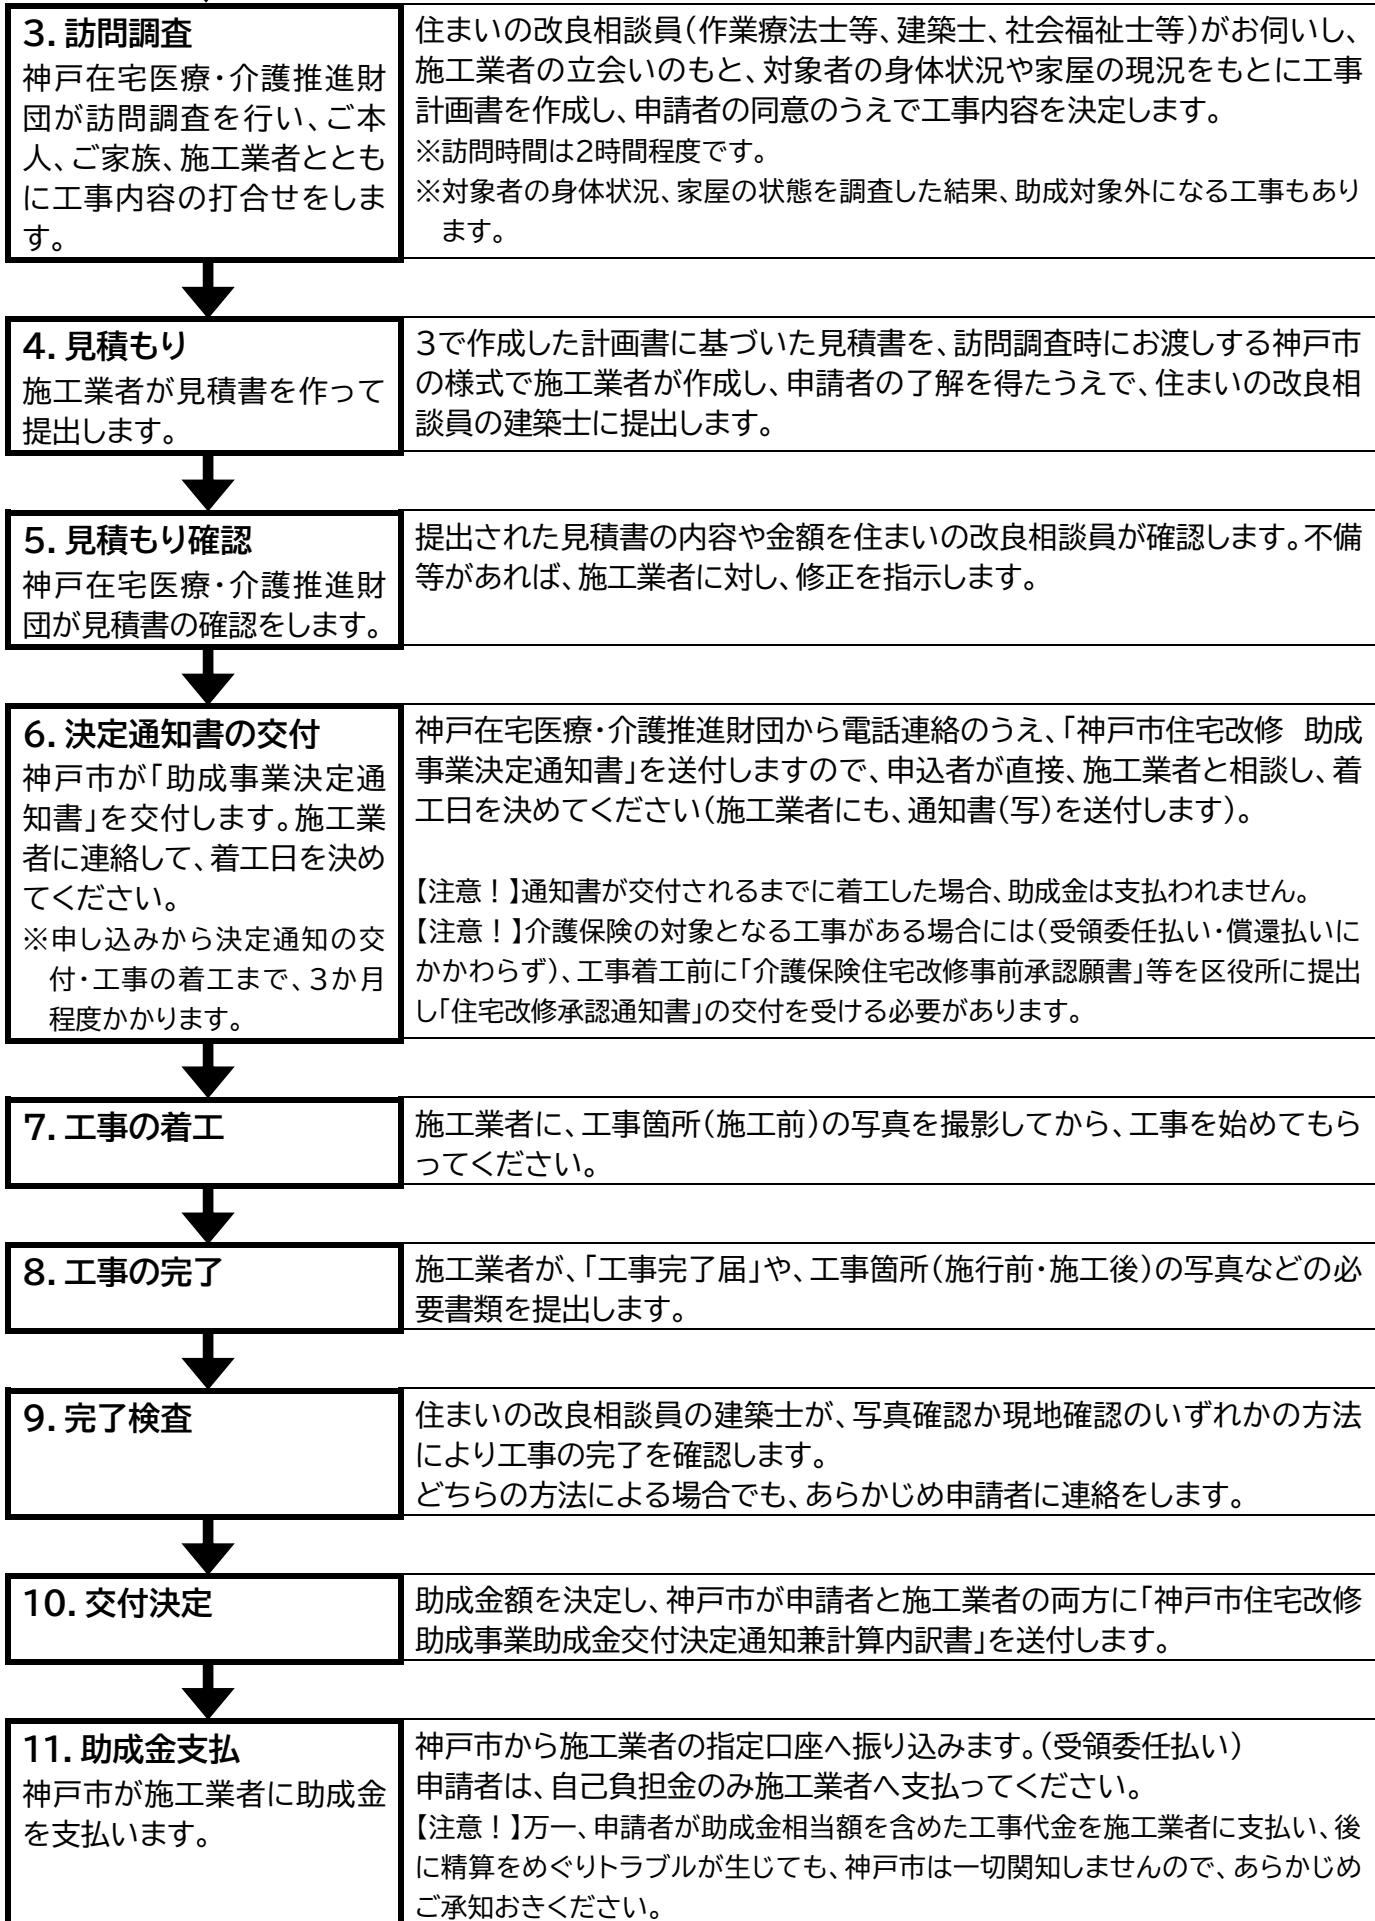 3. 訪問調査
神戸在宅医療・介護推進財
団が訪問調査を行い、ご本
人、ご家族、施工業者ととも
に工事内容の打合せをしま
す。
住まいの改良相談員(作業療法士等、建築士、社会福祉士等)がお伺いし、
施工業者の立会いのもと、対象者の身体状況や家屋の現況をもとに工事
計画書を作成し、申請者の同意のうえで工事内容を決定します。
※訪問時間は2時間程度です。
※対象者の身体状況、家屋の状態を調査した結果、助成対象外になる工事もあり
ます。
4. 見積もり
施工業者が見積書を作って
提出します。
3で作成した計画書に基づいた見積書を、訪問調査時にお渡しする神戸市
の様式で施工業者が作成し、申請者の了解を得たうえで、住まいの改良相
談員の建築士に提出します。
5. 見積もり確認
神戸在宅医療・介護推進財
団が見積書の確認をします。
提出された見積書の内容や金額を住まいの改良相談員が確認します。不備
等があれば、施工業者に対し、修正を指示します。
6. 決定通知書の交付
神戸市が「助成事業決定通
知書」を交付します。施工業
者に連絡して、着工日を決め
てください。
※申し込みから決定通知の交
付・工事の着工まで、3か月
程度かかります。
神戸在宅医療・介護推進財団から電話連絡のうえ、「神戸市住宅改修　助成
事業決定通知書」を送付しますので、申込者が直接、施工業者と相談し、着
工日を決めてください(施工業者にも、通知書(写)を送付します)。
【注意!】通知書が交付されるまでに着工した場合、助成金は支払われません。
【注意!】介護保険の対象となる工事がある場合には(受領委任払い・償還払いに
かかわらず)、工事着工前に「介護保険住宅改修事前承認願書」等を区役所に提出
し「住宅改修承認通知書」の交付を受ける必要があります。
7. 工事の着工
施工業者に、工事箇所(施工前)の写真を撮影してから、工事を始めてもら
ってください。
8. 工事の完了
施工業者が、「工事完了届」や、工事箇所(施行前・施工後)の写真などの必
要書類を提出します。
9. 完了検査
住まいの改良相談員の建築士が、写真確認か現地確認のいずれかの方法
により工事の完了を確認します。
どちらの方法による場合でも、あらかじめ申請者に連絡をします。
10. 交付決定
助成金額を決定し、神戸市が申請者と施工業者の両方に「神戸市住宅改修
助成事業助成金交付決定通知兼計算内訳書」を送付します。
11. 助成金支払
神戸市が施工業者に助成金
を支払います。
神戸市から施工業者の指定口座へ振り込みます。(受領委任払い)
申請者は、自己負担金のみ施工業者へ支払ってください。
【注意!】万一、申請者が助成金相当額を含めた工事代金を施工業者に支払い、後
に精算をめぐりトラブルが生じても、神戸市は一切関知しませんので、あらかじめ
ご承知おきください。